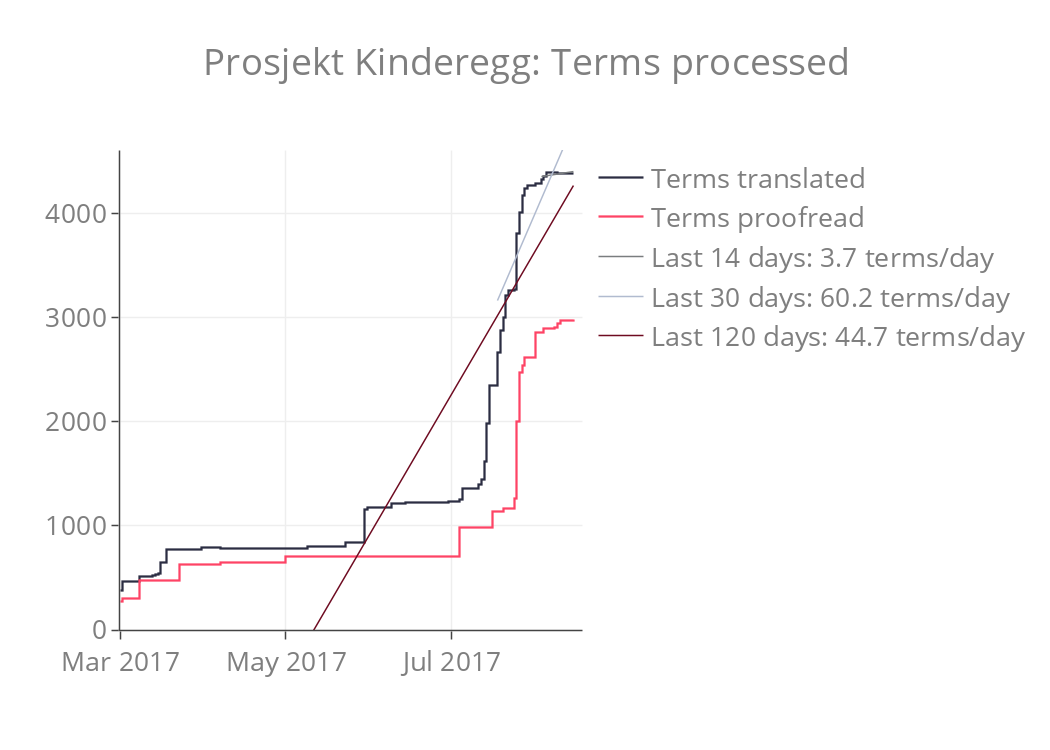 Prosjekt Kinderegg: Terms processed
Terms translated
Terms proofread
Last 14 days: 3.7 terms/day
Last 30 days: 60.2 terms/day
Last 120 days: 44.7 terms/day
4000
3000
2000
1000
0
Mar 2017 May 2017 Jul 2017